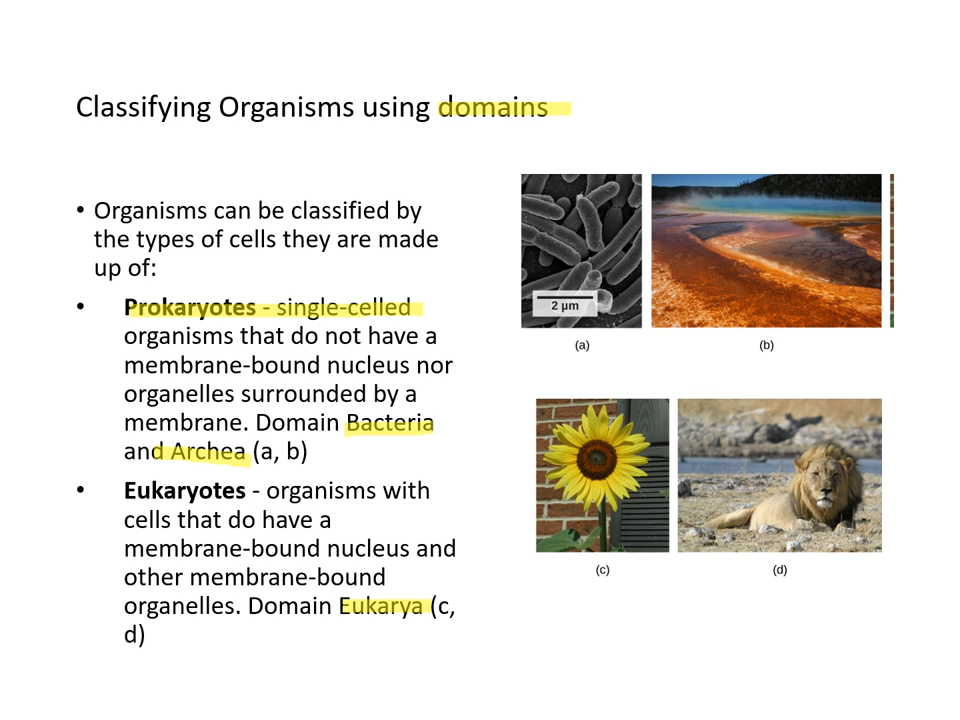 Classifying Organisms using domains
• Organisms can be classified by
the types of cells they are made
up of:
• Prokaryotes - single-celled
organisms that do not have a
membrane-bound nucleus nor
organelles surrounded by a
membrane. Domain Bacteria
and Archea (a, b)
• Eukaryotes - organisms with
cells that do have a
membrane-bound nucleus and
other membrane-bound
organelles. Domain Eukarya (c,
d)
2 µm
(a)
(b)
(c)
(d)